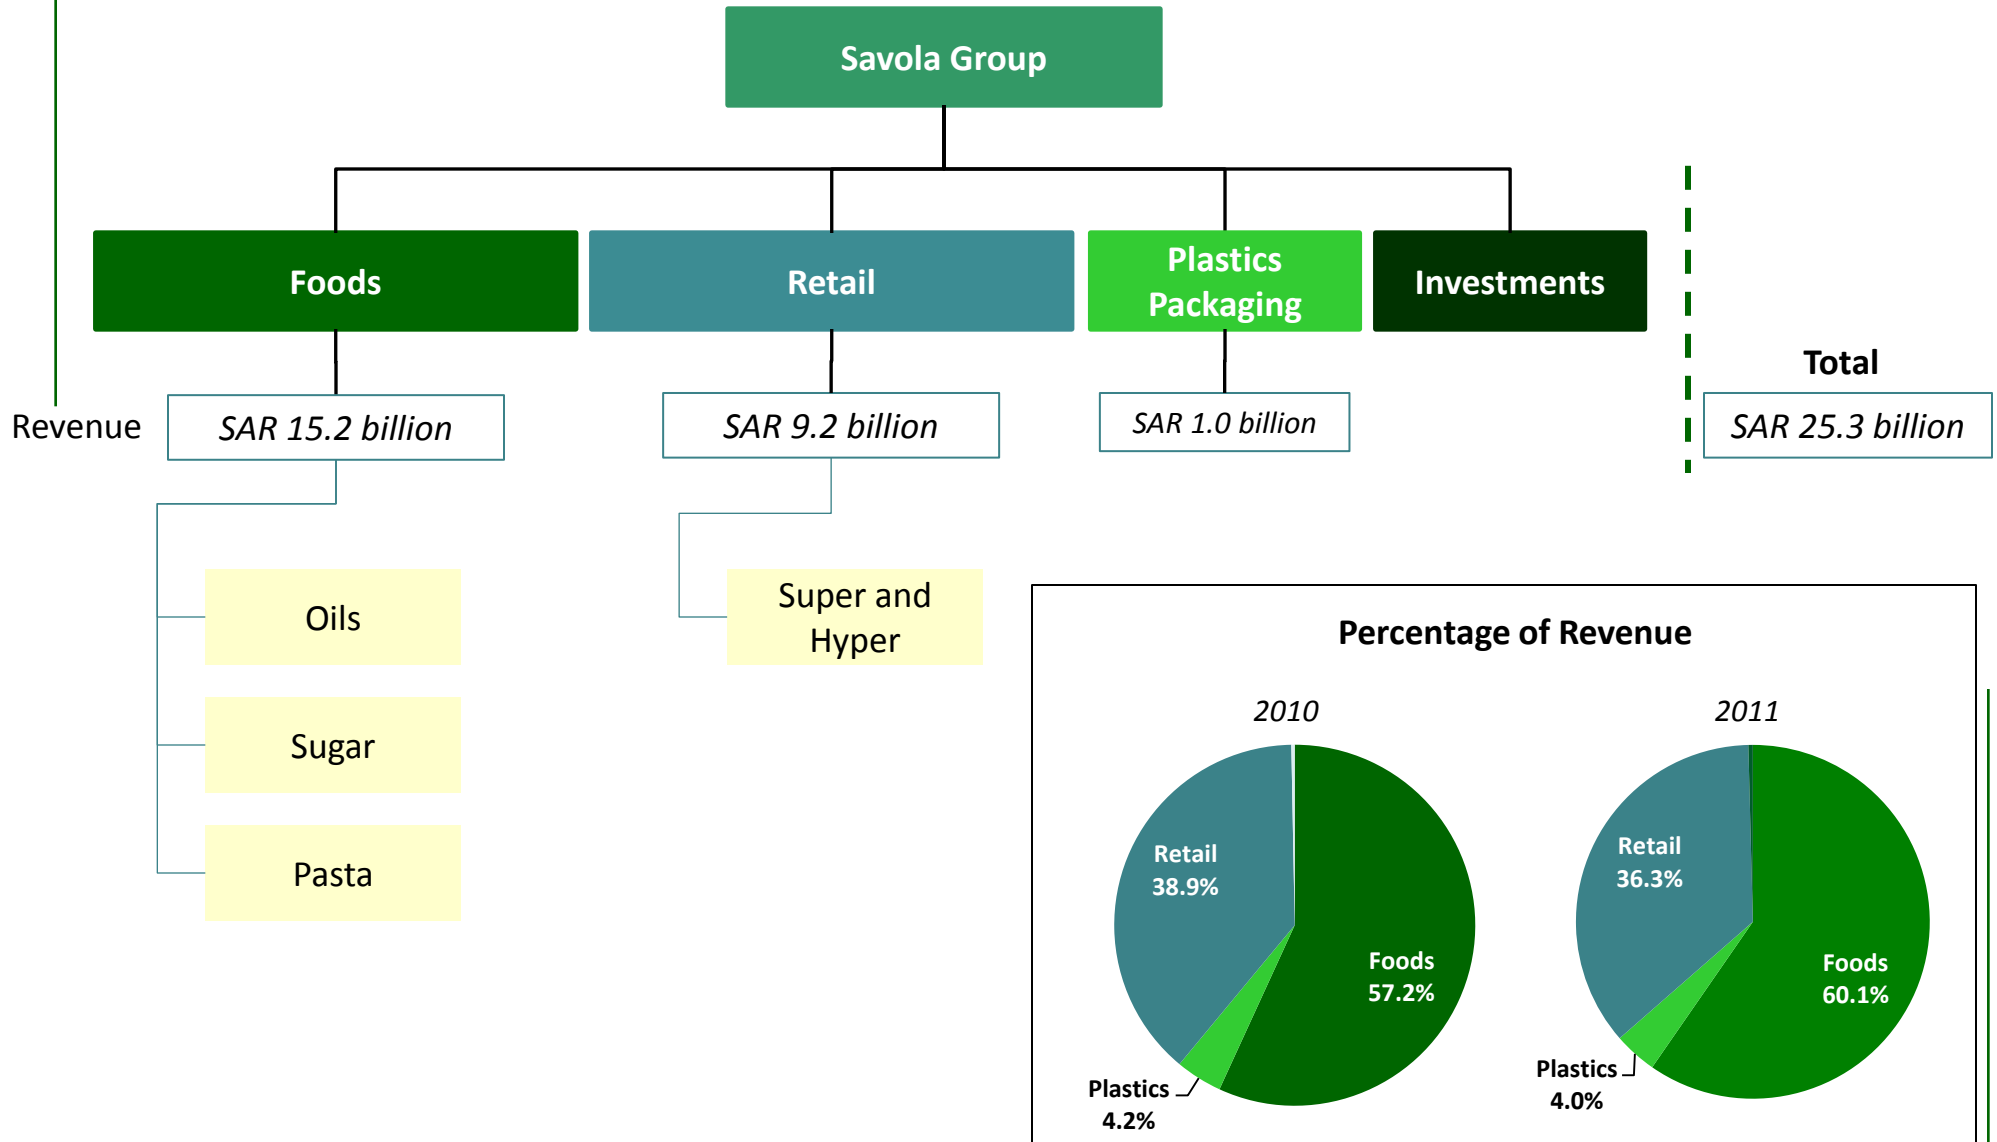 Savola Group
Foods
Retail
Plastics
Packaging
Investments
Total
Revenue
SAR 15.2 billion
SAR 9.2 billion
SAR 1.0 billion
SAR 25.3 billion
Oils
Sugar
Pasta
Super and
Hyper
Percentage of Revenue
2010
Retail
38.9%
Foods
57.2%
Plastics
4.2%
2011
Retail
36.3%
Foods
60.1%
Plastics
4.0%